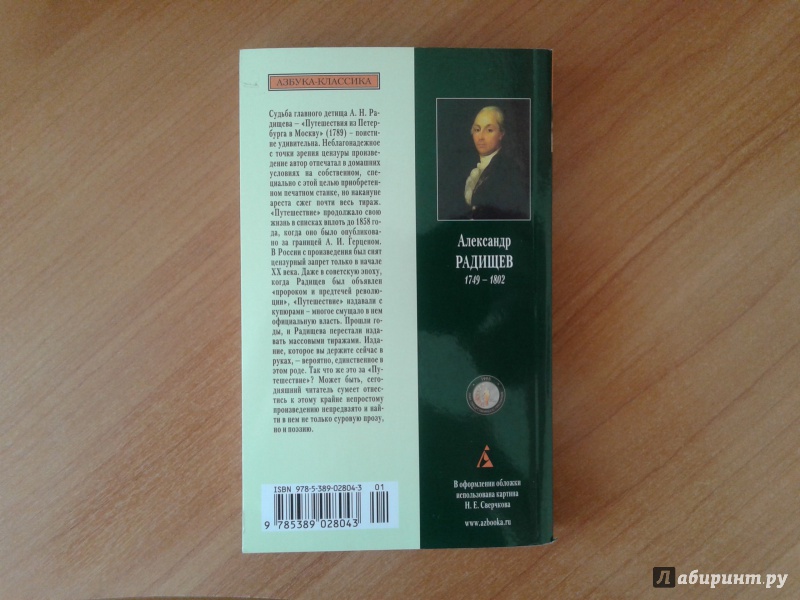 АЗБУКА-КЛАССИКА
Судьба главного детища А. Н. Ра-
дищева – «Путешествия из Петер-
бурга в Москву» (1789) – поисти-
не удивительна. Неблагонадежное
с точки зрения цензуры произве-
дение автор отпечатал в домашних
условиях на собственном, спе-
циально с этой целью приобретен-
ном печатном станке, но накануне
ареста сжег почти весь тираж.
«Путешествие» продолжало свою
жизнь в списках вплоть до 1858 го-
да, когда оно было опубликова-
но за границей А. И. Герценом.
В России с произведения был снят
цензурный запрет только в начале
XX века. Даже в советскую эпоху,
когда Радищев был объявлен
«пророком и предтечей револю-
ции», «Путешествие» издавали с
купюрами – многое смущало в нем
официальную власть. Прошли го-
ды, и Радищева перестали изда-
вать массовыми тиражами. Изда-
ние, которое вы держите сейчас в
руках, – вероятно, единственное в
этом роде. Так что же это за «Пу-
тешествие»? Может быть, сего-
дняшний читатель сумеет отнес-
тись к этому крайне непростому
произведению непредвзято и най-
ти в нем не только суровую прозу,
но и поэзию.
ISBN 978-5-389-02804-3 01
9 785389 028043
Александр
РАДИЩЕВ
1749 – 1802
В оформлении обложки
использована картина
Н. Е. Сверчкова
www.azbooka.ru
Лабиринт.ру